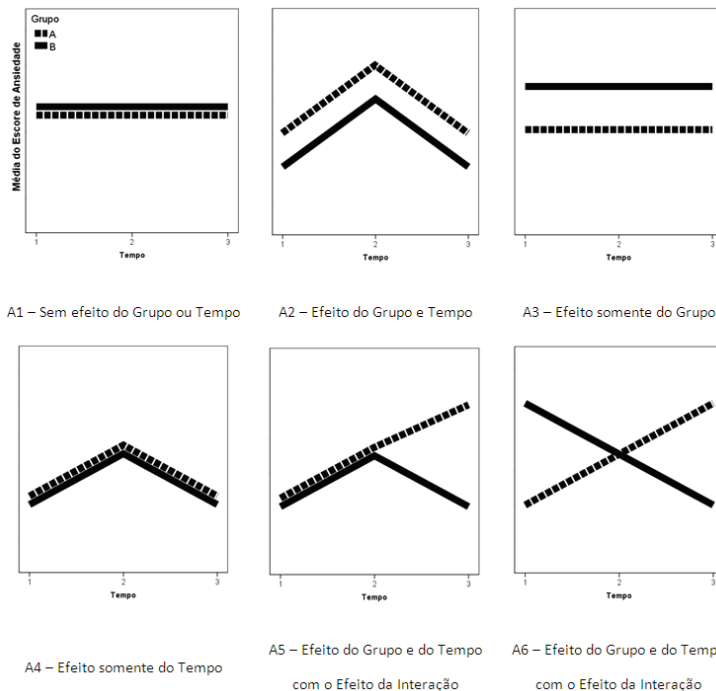 Grupo
A
B
Média do Escore de Ansiedade
1 2 3
Tempo
1 2 3
Tempo
1 2 3
Tempo
A1 – Sem efeito do Grupo ou Tempo
A2 – Efeito do Grupo e Tempo
A3 – Efeito somente do Grupo
1 2 3
Tempo
1 2 3
Tempo
1 2 3
Tempo
A4 – Efeito somente do Tempo
A5 – Efeito do Grupo e do Tempo
com o Efeito da Interação
A6 – Efeito do Grupo e do Temp
com o Efeito da Interação